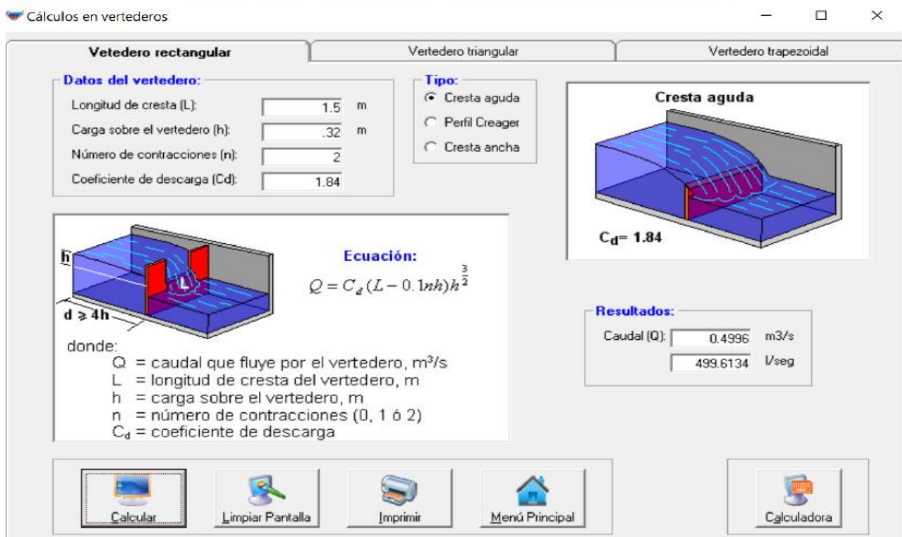 Cálculos en vertederos
Vetedero rectangular
Vertedero triangular
Vertedero trapezoidal
Datos del vertedero:
Longitud de cresta (L): 1.5 m
Carga sobre el vertedero (h): .32 m
Número de contracciones (n): 2
Coeficiente de descarga (Cd): 1.84
Tipo:
Cresta aguda
Perfil Creager
Cresta ancha
Cresta aguda
Cd= 1.84
h
L
d ⩾ 4h
Ecuación:
Q = C_d (L − 0.1nh)h^(3/2)
donde:
Q = caudal que fluye por el vertedero, m³/s
L = longitud de cresta del vertedero, m
h = carga sobre el vertedero, m
n = número de contracciones (0, 1 ó 2)
Cd = coeficiente de descarga
Resultados:
Caudal (Q): 0.4996 m3/s
499.6134 l/seg
Calcular
Limpiar Pantalla
Imprimir
Menú Principal
Calculadora